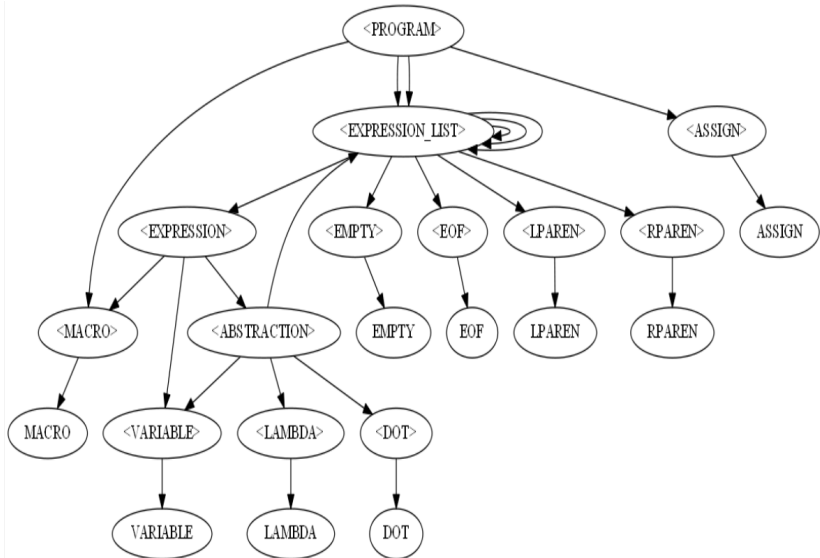 <PROGRAM>
<EXPRESSION_LIST>
<ASSIGN>
<EXPRESSION>
<EMPTY>
<EOF>
<LPAREN>
<RPAREN>
ASSIGN
<MACRO>
<ABSTRACTION>
EMPTY
EOF
LPAREN
RPAREN
MACRO
<VARIABLE>
<LAMBDA>
<DOT>
VARIABLE
LAMBDA
DOT